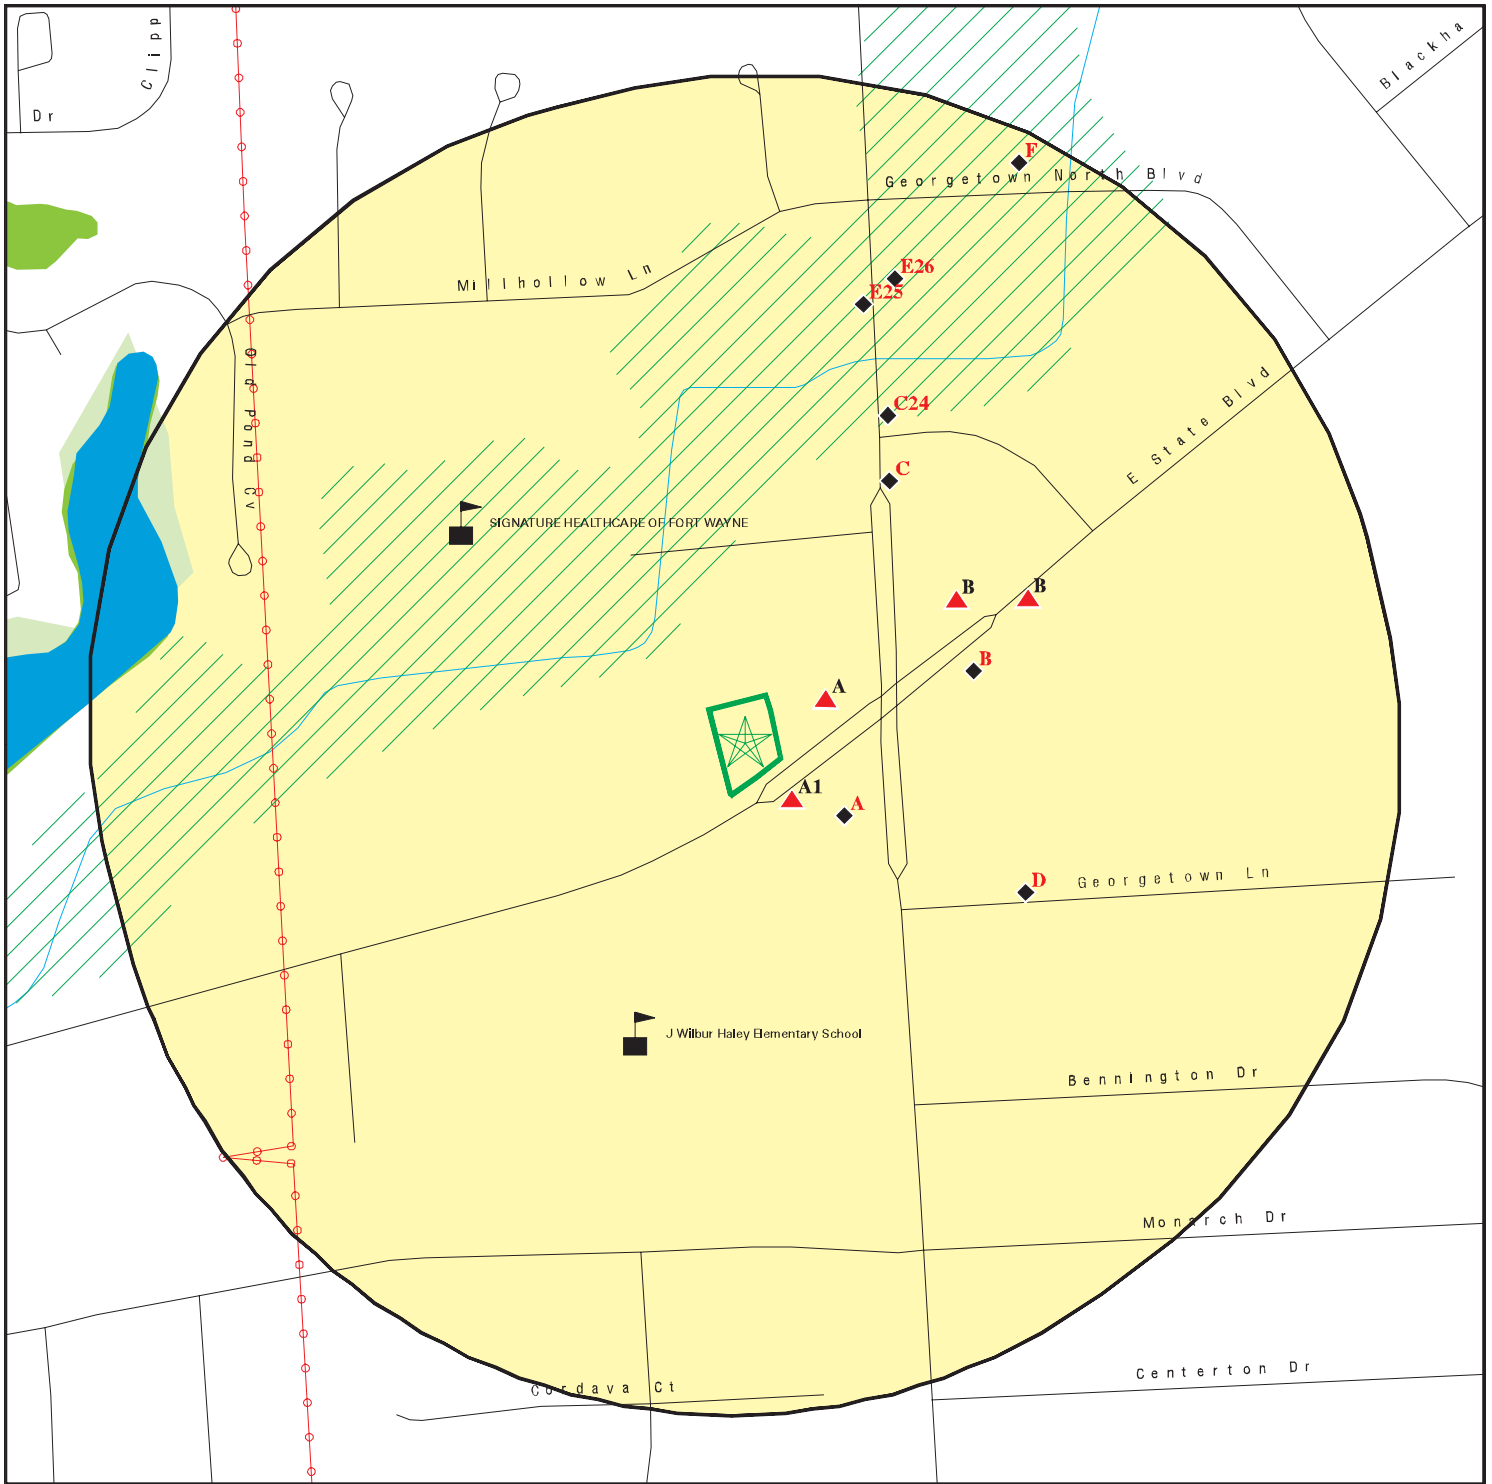 Clipp
Blackha
Dr
F
Georgetown North Blvd
E26
Millhollow Ln
E25
Old Pond Cv
E State Blvd
C24
C
SIGNATURE HEALTHCARE OF FORT WAYNE
B
B
B
A
A1
A
D
Georgetown Ln
J Wilbur Haley Elementary School
Bennington Dr
Monarch Dr
Centerton Dr
Cordava Ct